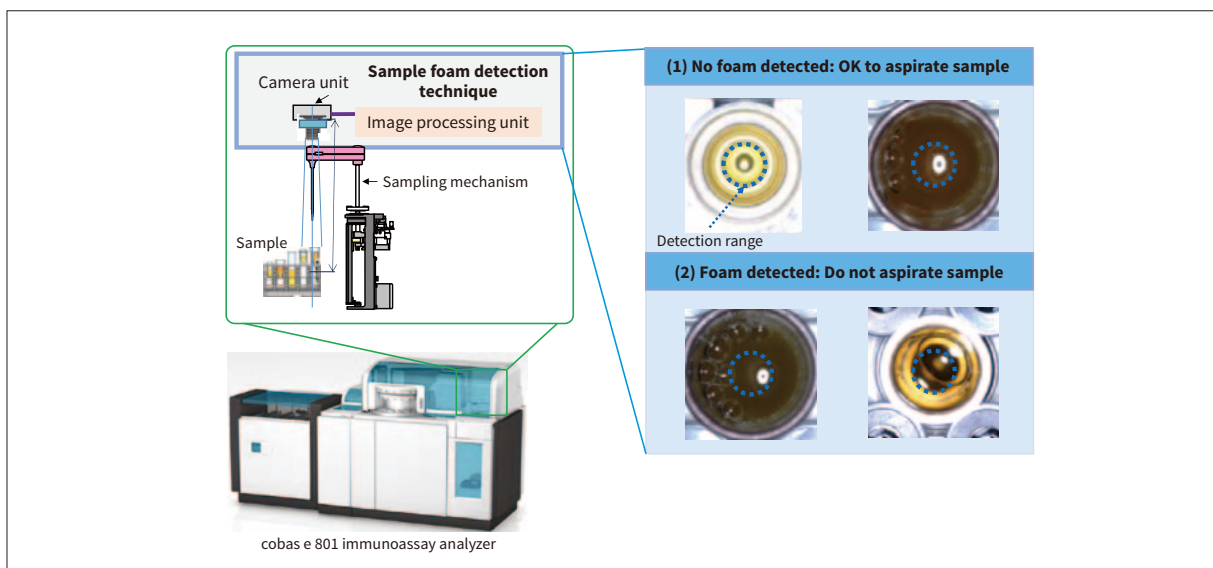 Camera unit
Sample foam detection
technique
Image processing unit
Sampling mechanism
Sample
cobas e 801 immunoassay analyzer
(1) No foam detected: OK to aspirate sample
Detection range
(2) Foam detected: Do not aspirate sample